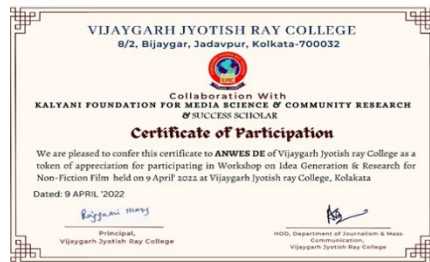 VIJAYGARH JYOTISH RAY COLLEGE
8/2, Bijaygar, Jadavpur, Kolkata-700032
Collaboration With
KALYANI FOUNDATION FOR MEDIA SCIENCE & COMMUNITY RESEARCH
& SUCCESS SCHOLAR
Certificate of Participation
We are pleased to confer this certificate to ANWES DE of Vijaygarh Jyotish ray College as a
token of appreciation for participating in Workshop on Idea Generation & Research for
Non-Fiction Film held on 9 April' 2022 at Vijaygarh Jyotish ray College, Kolakata
Dated: 9 APRIL '2022
Principal,
Vijaygarh Jyotish Ray College
HOD, Department of Journalism & Mass
Communication,
Vijaygarh Jyotish Ray College